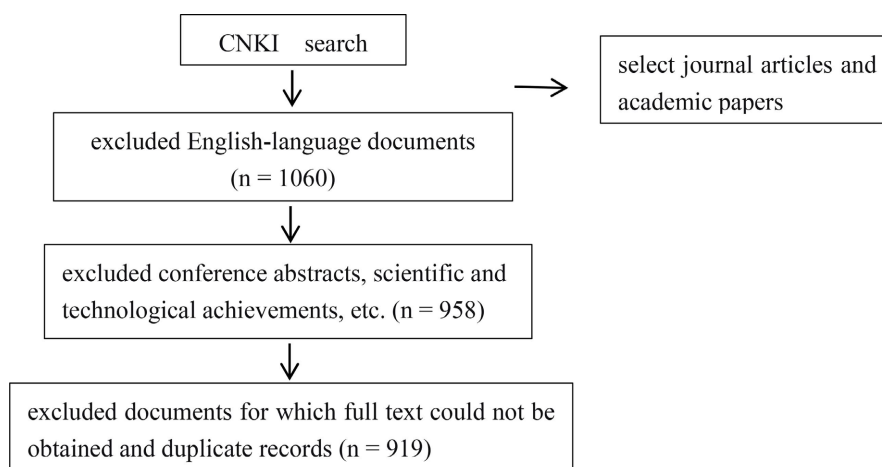 CNKI search
select journal articles and
academic papers
excluded English-language documents
(n = 1060)
excluded conference abstracts, scientific and
technological achievements, etc. (n = 958)
excluded documents for which full text could not be
obtained and duplicate records (n = 919)